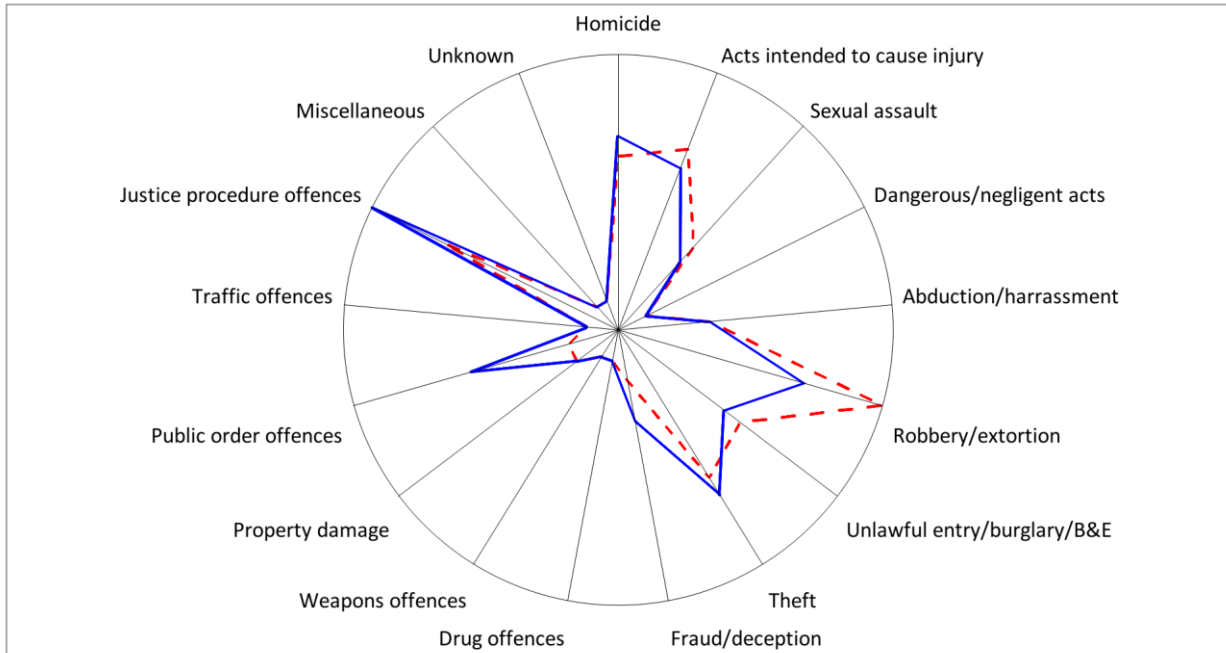 Homicide
Acts intended to cause injury
Sexual assault
Dangerous/negligent acts
Abduction/harrassment
Robbery/extortion
Unlawful entry/burglary/B&E
Theft
Fraud/deception
Drug offences
Weapons offences
Property damage
Public order offences
Traffic offences
Justice procedure offences
Miscellaneous
Unknown